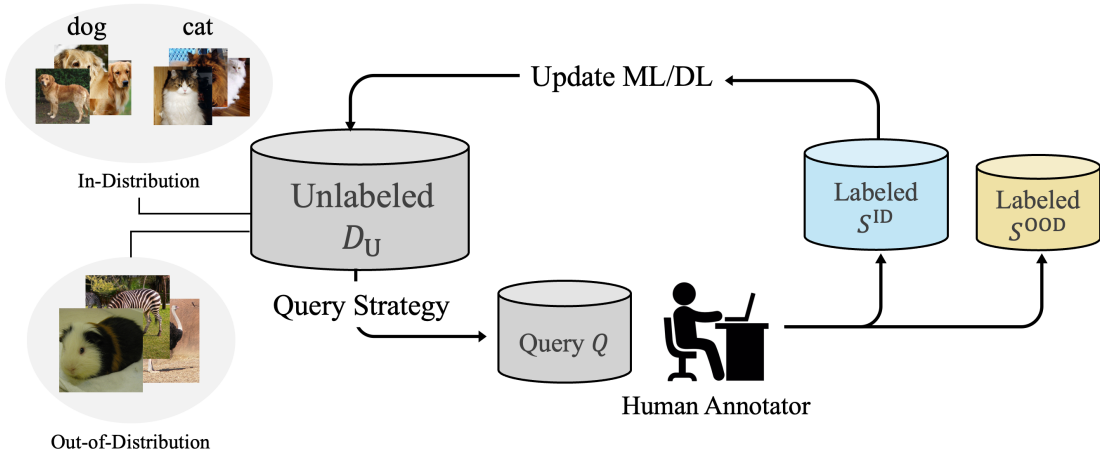 dog
cat
In-Distribution
Update ML/DL
Unlabeled
D_U
Labeled
S^ID
Labeled
S^OOD
Query Strategy
Query Q
Human Annotator
Out-of-Distribution